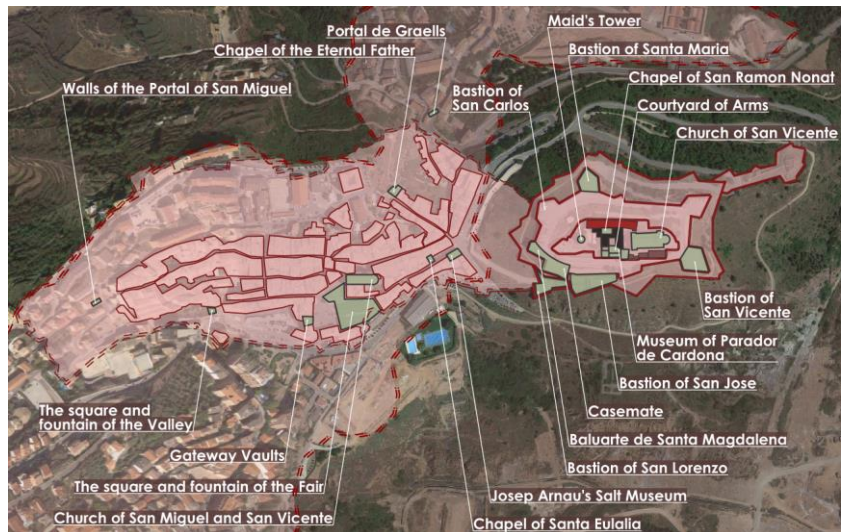 Portal de Graells
Chapel of the Eternal Father
Walls of the Portal of San Miguel
Maid's Tower
Bastion of Santa Maria
Bastion of
San Carlos
Chapel of San Ramon Nonat
Courtyard of Arms
Church of San Vicente
Bastion of
San Vicente
Museum of Parador
de Cardona
Bastion of San Jose
Casemate
Baluarte de Santa Magdalena
Bastion of San Lorenzo
Josep Arnau's Salt Museum
Chapel of Santa Eulalia
The square and
fountain of the Valley
Gateway Vaults
The square and fountain of the Fair
Church of San Miguel and San Vicente